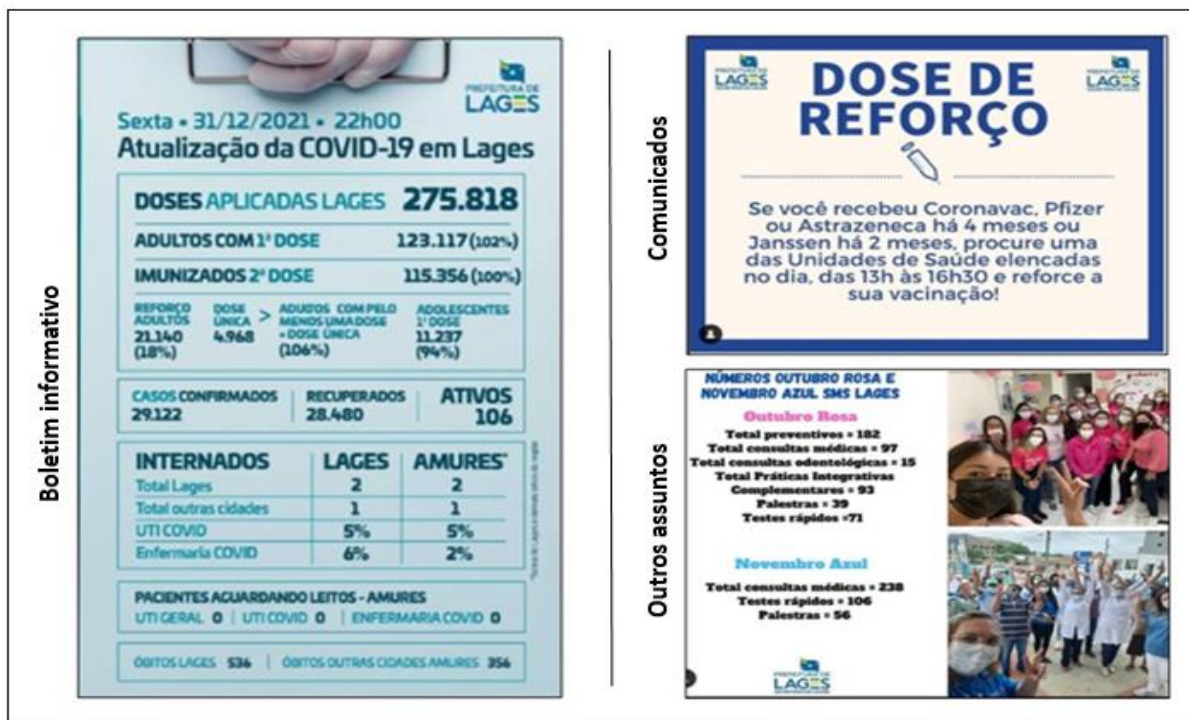 Boletim informativo
PREFEITURA DE
LAGES
Sexta • 31/12/2021 • 22h00
Atualização da COVID-19 em Lages
DOSES APLICADAS LAGES 275.818
ADULTOS COM 1ª DOSE 123.117 (102%)
IMUNIZADOS 2ª DOSE 115.356 (100%)
REFORÇO
ADULTOS
21.140
(18%)
DOSE
ÚNICA
4.968
>
ADULTOS COM PELO
MENOS UMA DOSE
+ DOSE ÚNICA
(106%)
ADOLESCENTES
1ª DOSE
11.237
(94%)
CASOS CONFIRMADOS
29.122
RECUPERADOS
28.480
ATIVOS
106
INTERNADOS LAGES AMURES*
Total Lages 2 2
Total outras cidades 1 1
UTI COVID 5% 5%
Enfermaria COVID 6% 2%
PACIENTES AGUARDANDO LEITOS - AMURES
UTI GERAL 0 | UTI COVID 0 | ENFERMARIA COVID 0
ÓBITOS LAGES 536 | ÓBITOS OUTRAS CIDADES AMURES 356
Comunicados
PREFEITURA DE
LAGES
PREFEITURA DE
LAGES
DOSE DE
REFORÇO
Se você recebeu Coronavac, Pfizer
ou Astrazeneca há 4 meses ou
Janssen há 2 meses, procure uma
das Unidades de Saúde elencadas
no dia, das 13h às 16h30 e reforce a
sua vacinação!
Outros assuntos
NÚMEROS OUTUBRO ROSA E
NOVEMBRO AZUL SMS LAGES
Outubro Rosa
Total preventivos = 182
Total consultas médicas = 97
Total consultas odontológicas = 15
Total Práticas Integrativas
Complementares = 93
Palestras = 39
Testes rápidos =71
Novembro Azul
Total consultas médicas = 238
Testes rápidos = 106
Palestras = 56
PREFEITURA DE
LAGES